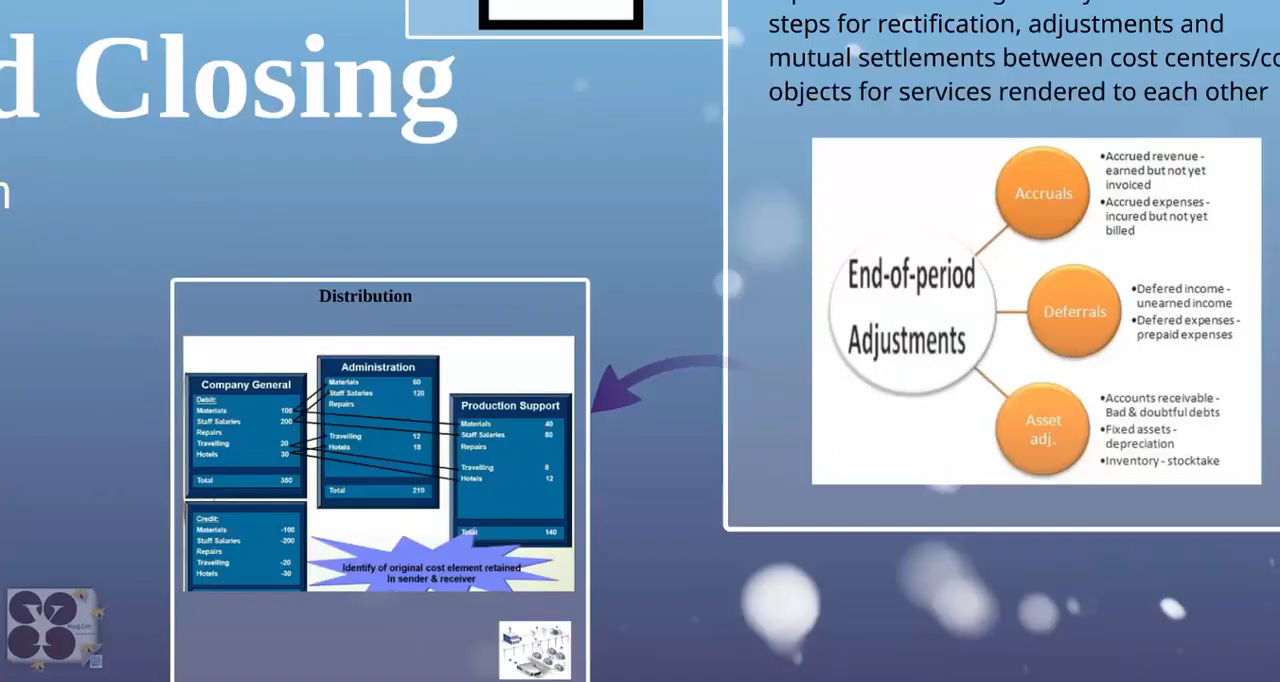 d Closing
n
steps for rectification, adjustments and
mutual settlements between cost centers/co
objects for services rendered to each other
End-of-period
Adjustments
Accruals
•Accrued revenue -
earned but not yet
invoiced
•Accrued expenses -
incured but not yet
billed
Deferrals
•Defered income -
unearned income
•Defered expenses -
prepaid expenses
Asset
adj.
•Accounts receivable -
Bad & doubtful debts
•Fixed assets -
depreciation
•Inventory - stocktake
Distribution
Company General
Debit:
Materials 100
Staff Salaries 200
Repairs
Travelling 20
Hotels 30
Total 350
Credit:
Materials -100
Staff Salaries -200
Repairs
Travelling -20
Hotels -30
Administration
Materials 60
Staff Salaries 120
Repairs
Travelling 12
Hotels 18
Total 210
Production Support
Materials 40
Staff Salaries 80
Repairs
Travelling 8
Hotels 12
Total 140
Identify of original cost element retained
In sender & receiver